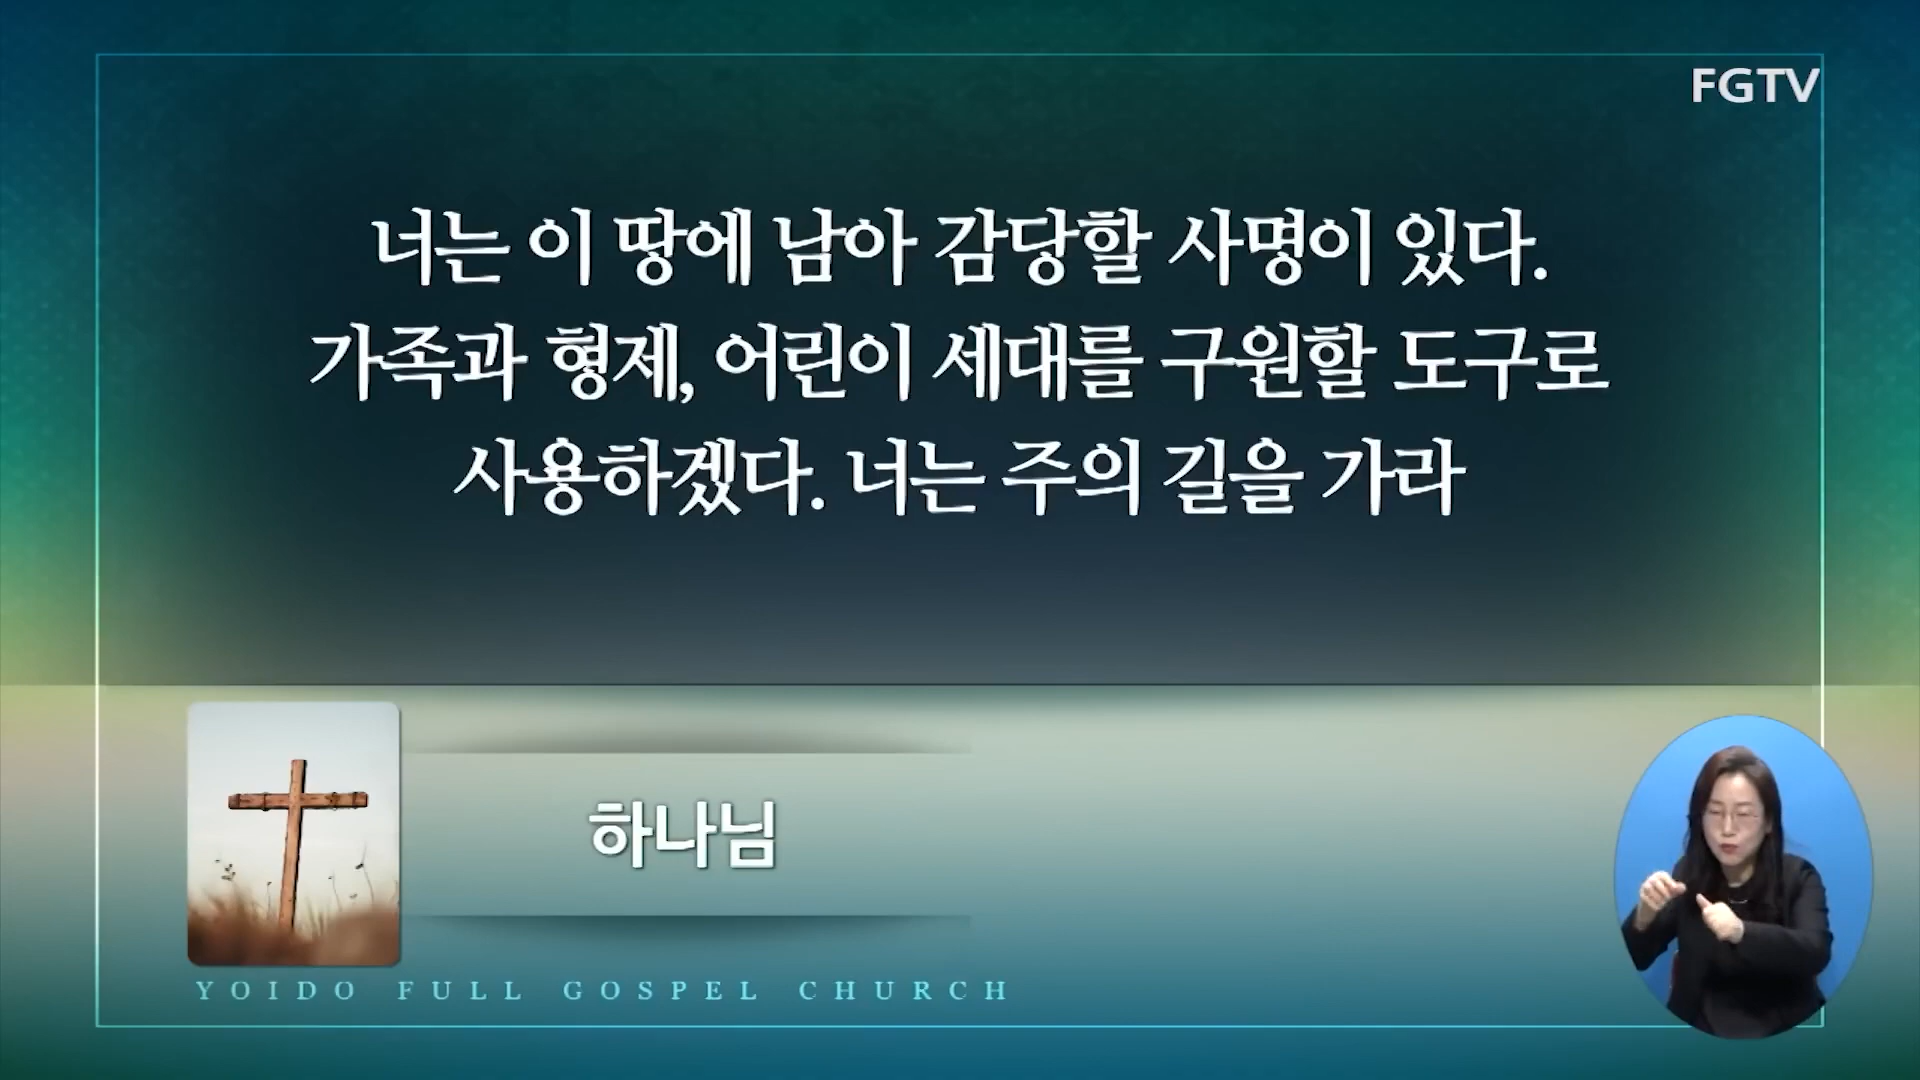 FGTV
너는 이 땅에 남아 감당할 사명이 있다.
가족과 형제, 어린이 세대를 구원할 도구로
사용하겠다. 너는 주의 길을 가라
하나님
YOIDO FULL GOSPEL CHURCH